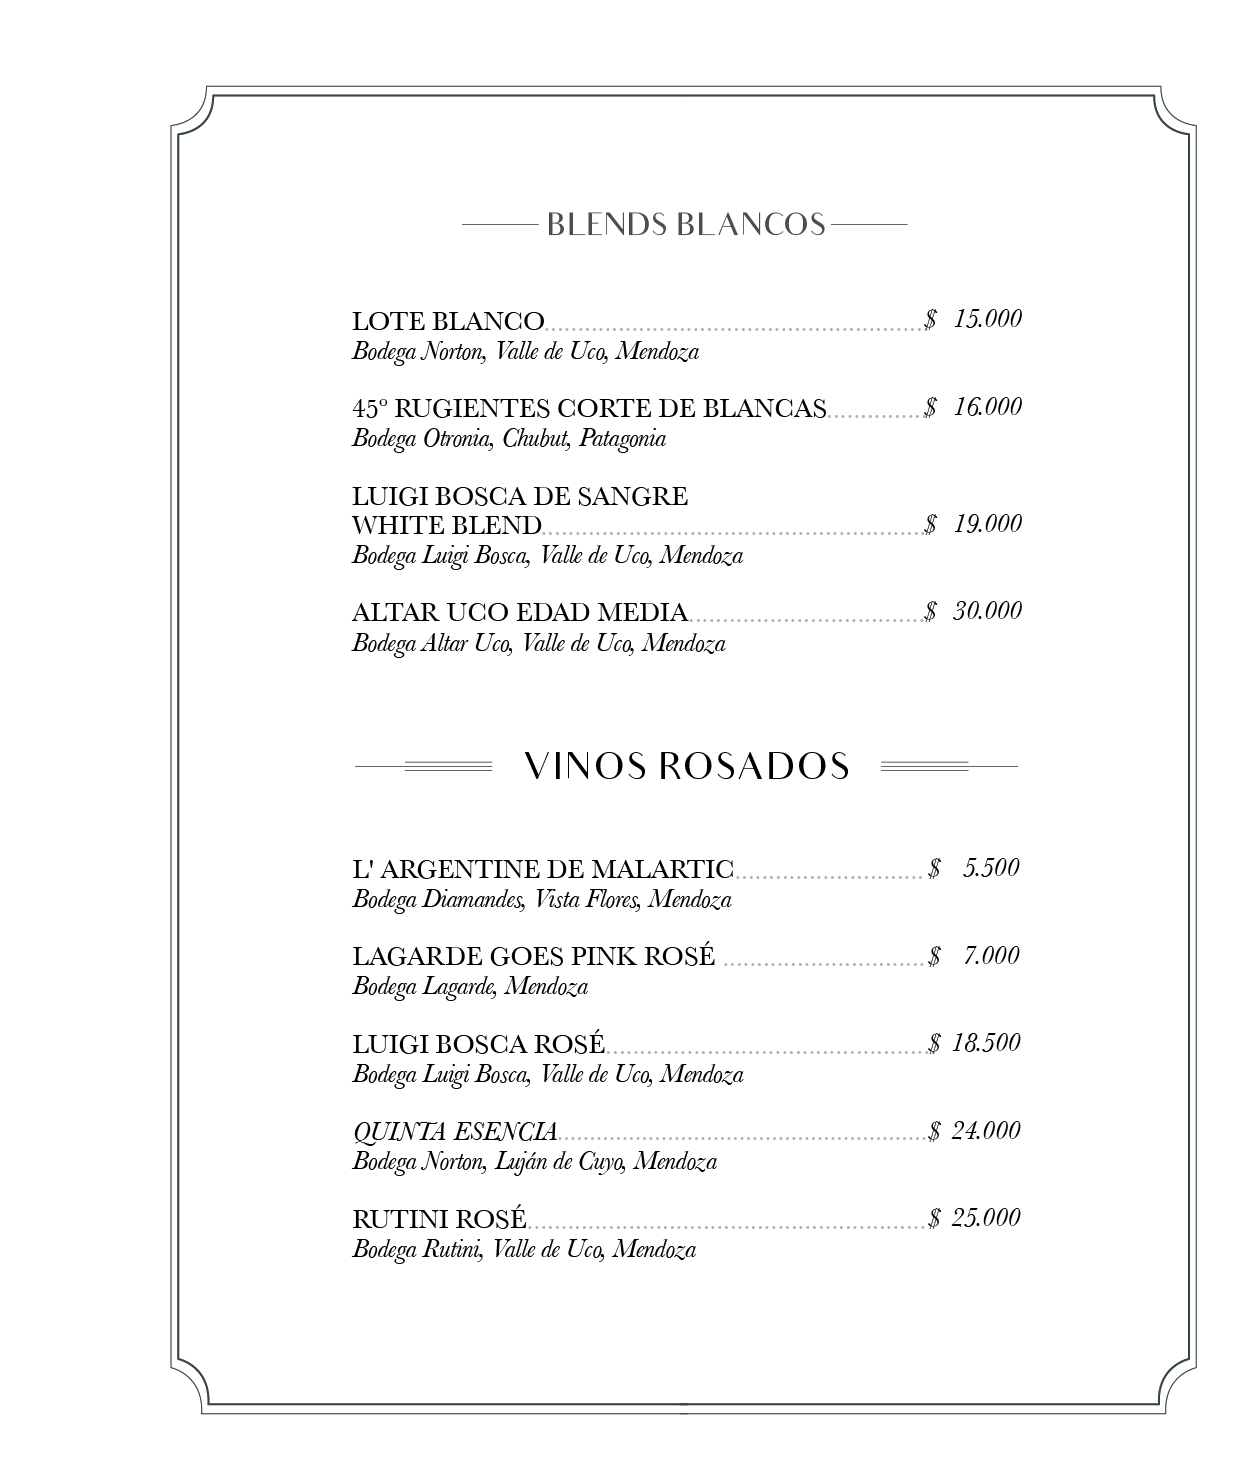 BLENDS BLANCOS
LOTE BLANCO $ 15.000
Bodega Norton, Valle de Uco, Mendoza
45º RUGIENTES CORTE DE BLANCAS $ 16.000
Bodega Otronia, Chubut, Patagonia
LUIGI BOSCA DE SANGRE
WHITE BLEND $ 19.000
Bodega Luigi Bosca, Valle de Uco, Mendoza
ALTAR UCO EDAD MEDIA $ 30.000
Bodega Altar Uco, Valle de Uco, Mendoza
VINOS ROSADOS
L' ARGENTINE DE MALARTIC $ 5.500
Bodega Diamandes, Vista Flores, Mendoza
LAGARDE GOES PINK ROSÉ $ 7.000
Bodega Lagarde, Mendoza
LUIGI BOSCA ROSÉ $ 18.500
Bodega Luigi Bosca, Valle de Uco, Mendoza
QUINTA ESENCIA $ 24.000
Bodega Norton, Luján de Cuyo, Mendoza
RUTINI ROSÉ $ 25.000
Bodega Rutini, Valle de Uco, Mendoza